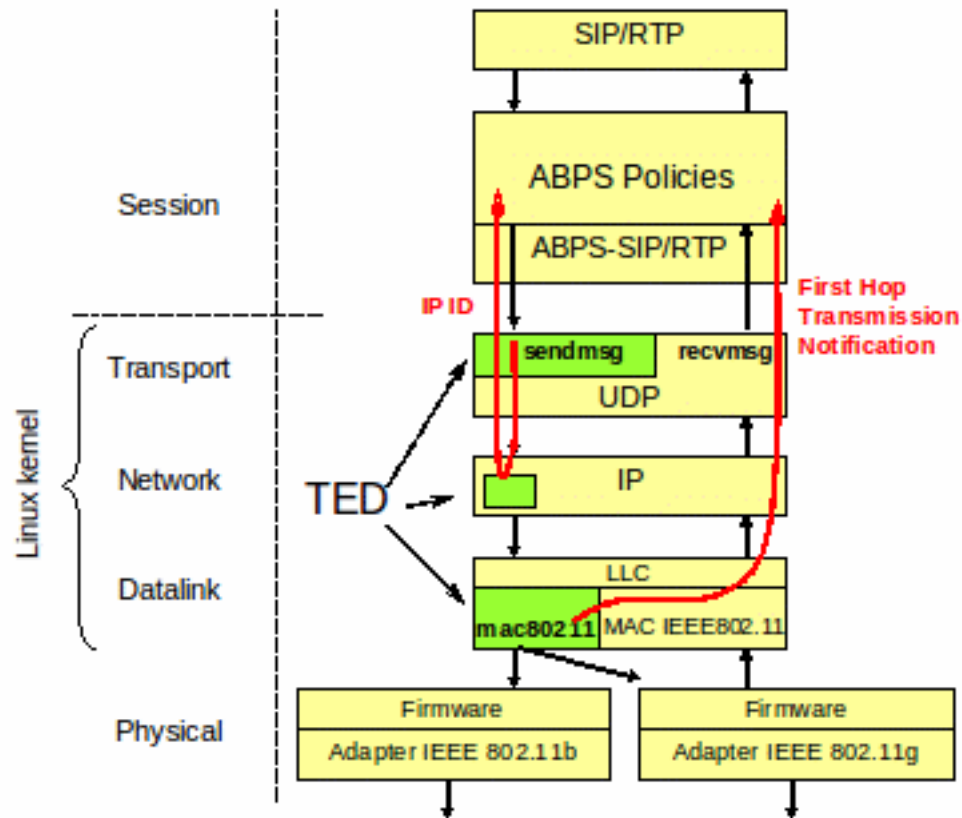 SIP/RTP
ABPS Policies
Session
ABPS-SIP/RTP
IP ID
First Hop
Transmission
Notification
Linux kernel
Transport
sendmsg
recvmsg
UDP
Network
TED
IP
Datalink
LLC
mac80211
MAC IEEE802.11
Physical
Firmware
Adapter IEEE 802.11b
Firmware
Adapter IEEE 802.11g